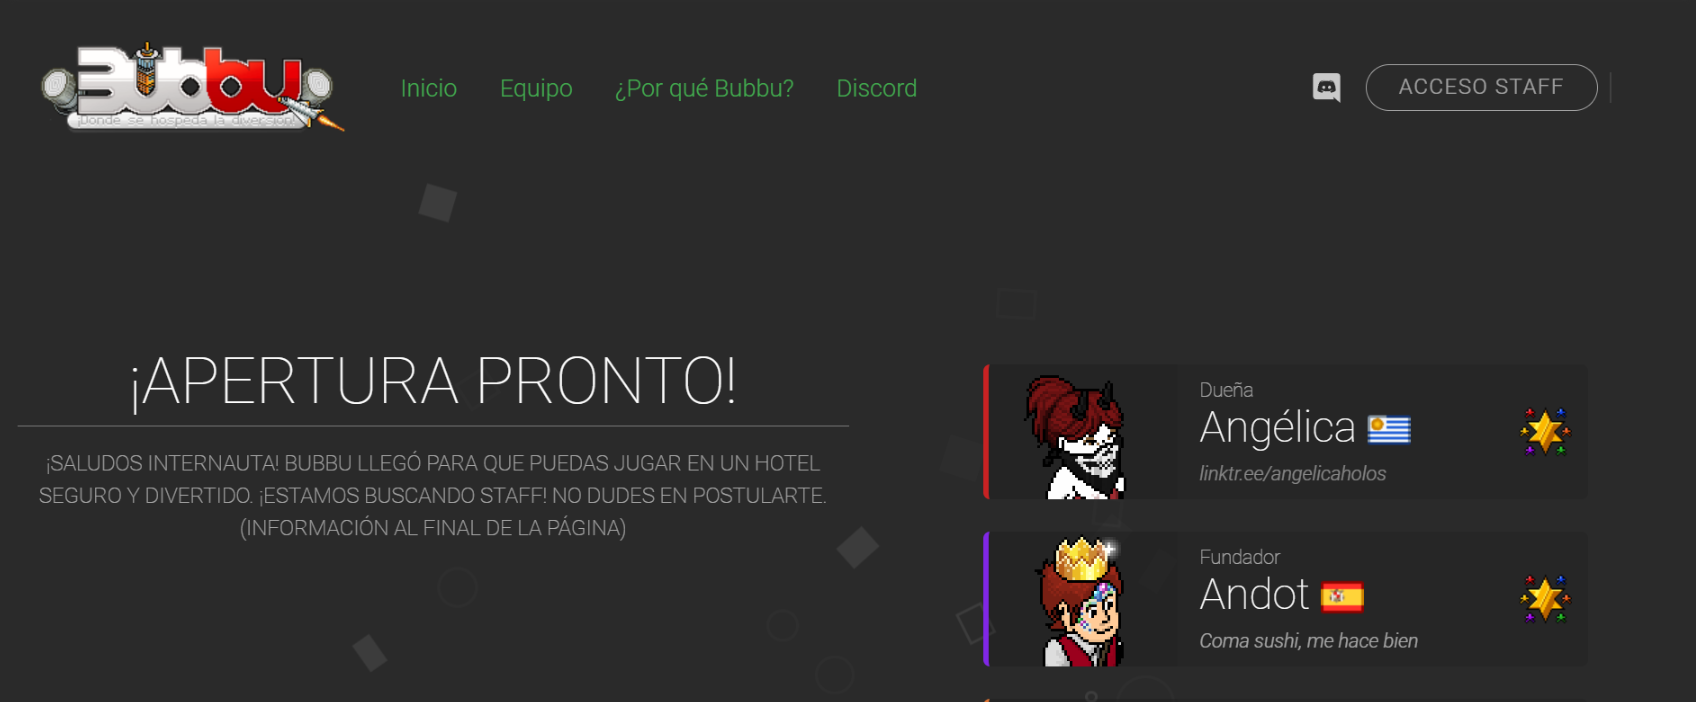 Bubbu
¡Donde se hospeda la diversión!
Inicio
Equipo
¿Por qué Bubbu?
Discord
ACCESO STAFF
¡APERTURA PRONTO!
¡SALUDOS INTERNAUTA! BUBBU LLEGÓ PARA QUE PUEDAS JUGAR EN UN HOTEL
SEGURO Y DIVERTIDO. ¡ESTAMOS BUSCANDO STAFF! NO DUDES EN POSTULARTE.
(INFORMACIÓN AL FINAL DE LA PÁGINA)
Dueña
Angélica
linktr.ee/angelicaholos
Fundador
Andot
Coma sushi, me hace bien